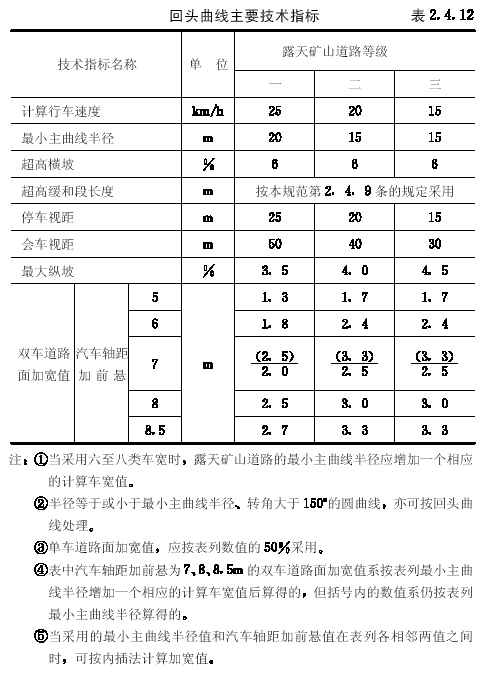 回头曲线主要技术指标 表 2.4.12
技术指标名称 单 位 露天矿山道路等级
一 二 三
计算行车速度 km/h 25 20 15
最小主曲线半径 m 20 15 15
超高横坡 % 6 6 6
超高缓和段长度 m 按本规范第 2.4.9 条的规定采用
停车视距 m 25 20 15
会车视距 m 50 40 30
最大纵坡 % 3.5 4.0 4.5
双车道路面加宽值 汽车轴距加前悬 m
5 1.3 1.7 1.7
6 1.8 2.4 2.4
7 (2.5)/2.0 (3.3)/2.5 (3.3)/2.5
8 2.5 3.0 3.0
8.5 2.7 3.3 3.3
注：①当采用六至八类车宽时，露天矿山道路的最小主曲线半径应增加一个相应
的计算车宽值。
②半径等于或小于最小主曲线半径、转角大于150°的圆曲线，亦可按回头曲
线处理。
③单车道路面加宽值，应按表列数值的50%采用。
④表中汽车轴距加前悬为7、8、8.5m 的双车道路面加宽值系按表列最小主曲
线半径增加一个相应的计算车宽值后算得的，但括号内的数值系仍按表列
最小主曲线半径算得的。
⑤当采用的最小主曲线半径值和汽车轴距加前悬值在表列各相邻两值之间
时，可按内插法计算加宽值。